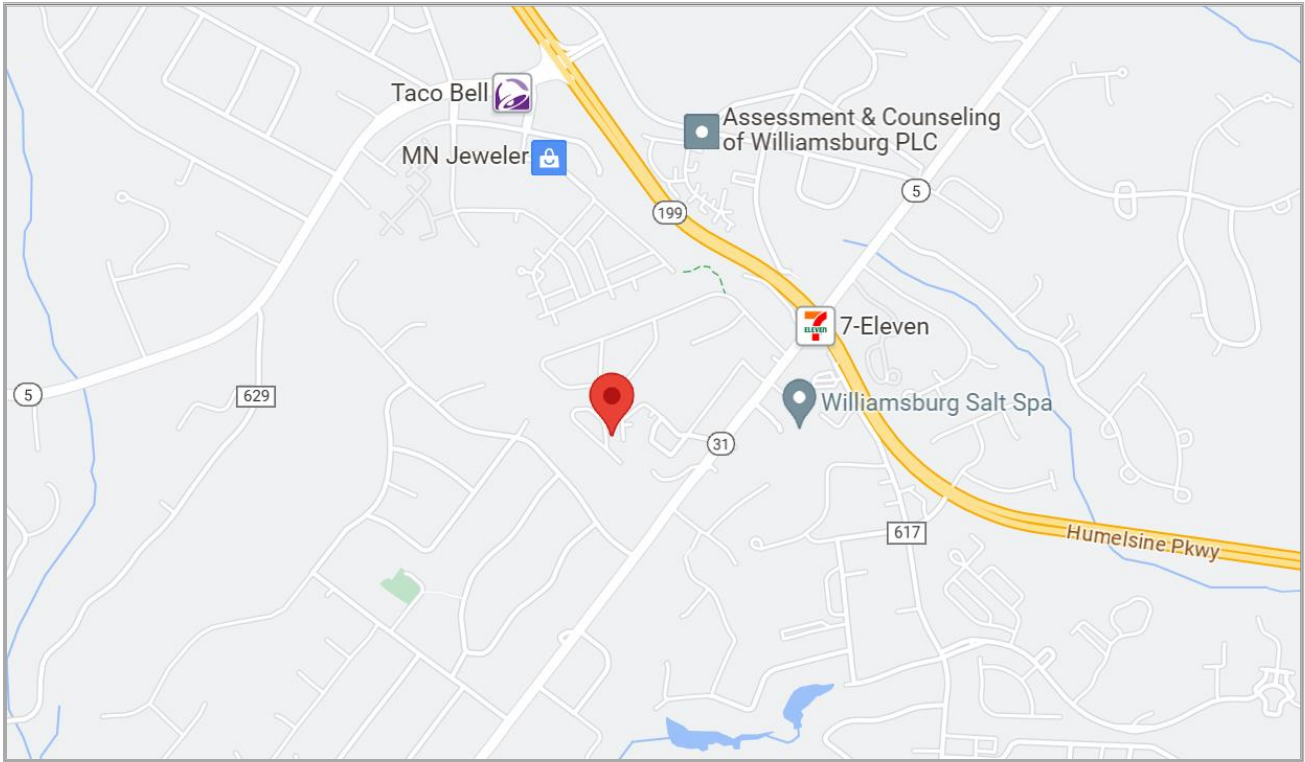 Taco Bell
Assessment & Counseling
of Williamsburg PLC
MN Jeweler
5
199
7-Eleven
ELEVEN
5
629
Williamsburg Salt Spa
31
617
Humelsine Pkwy